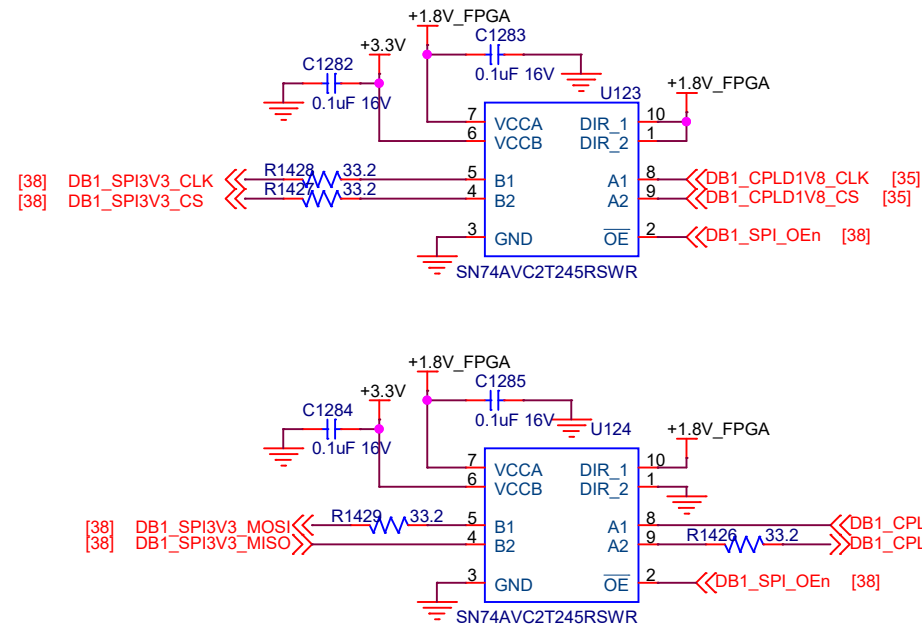 +1.8V_FPGA
+3.3V
C1283
C1282
0.1uF 16V
0.1uF 16V
+1.8V_FPGA
U123
7 VCCA DIR_1 10
6 VCCB DIR_2 1
[38] DB1_SPI3V3_CLK R1428 33.2 5 B1 A1 8 DB1_CPLD1V8_CLK [35]
[38] DB1_SPI3V3_CS R1427 33.2 4 B2 A2 9 DB1_CPLD1V8_CS [35]
3 GND OE 2 DB1_SPI_OEn [38]
SN74AVC2T245RSWR
+1.8V_FPGA
+3.3V
C1285
C1284
0.1uF 16V
0.1uF 16V
U124
+1.8V_FPGA
7 VCCA DIR_1 10
6 VCCB DIR_2 1
[38] DB1_SPI3V3_MOSI R1429 33.2 5 B1 A1 8 DB1_CPL
[38] DB1_SPI3V3_MISO 4 B2 A2 9 R1426 33.2 DB1_CPL
3 GND OE 2 DB1_SPI_OEn [38]
SN74AVC2T245RSWR